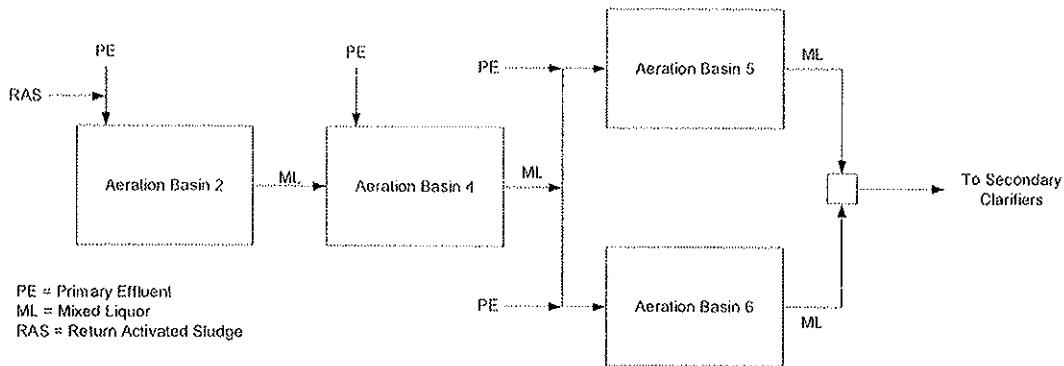 PE
PE
PE
Aeration Basin 5
ML
RAS
Aeration Basin 2
ML
Aeration Basin 4
ML
To Secondary
Clarifiers
PE = Primary Effluent
ML = Mixed Liquor
RAS = Return Activated Sludge
PE
Aeration Basin 6
ML